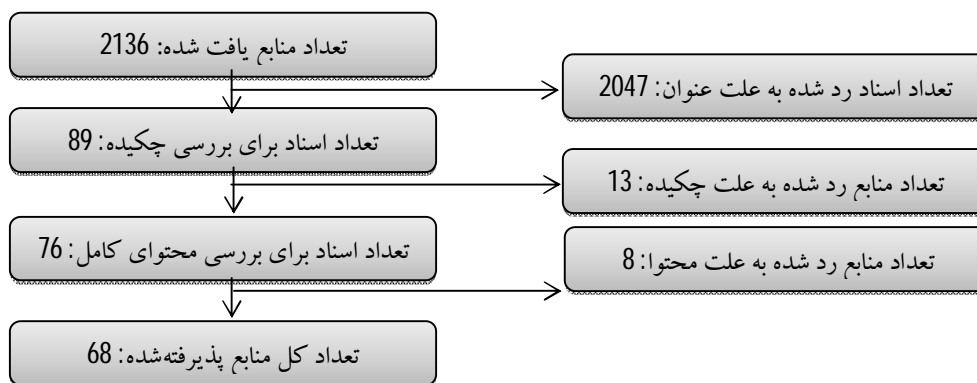 تعداد منابع یافت شده: 2136
تعداد اسناد رد شده به علت عنوان: 2047
تعداد اسناد برای بررسی چکیده: 89
تعداد منابع رد شده به علت چکیده: 13
تعداد اسناد برای بررسی محتوای کامل: 76
تعداد منابع رد شده به علت محتوا: 8
تعداد کل منابع پذیرفته‌شده: 68